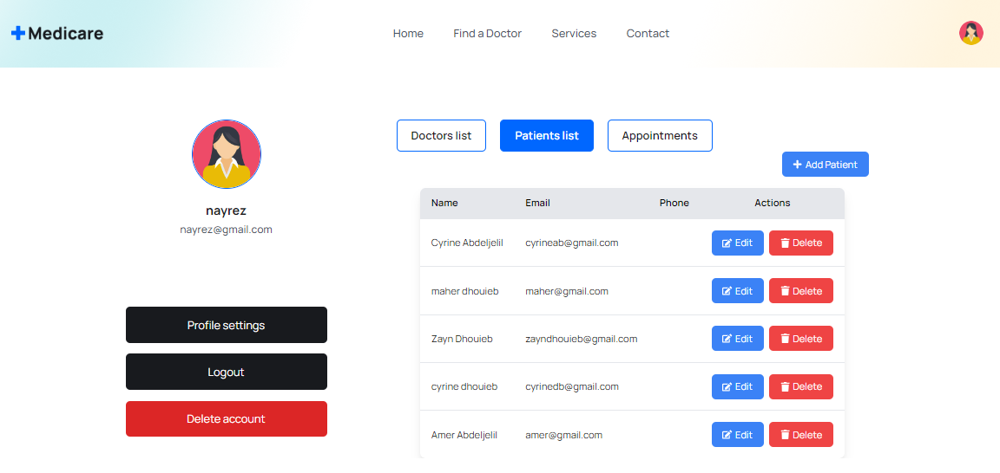 Medicare
Home Find a Doctor Services Contact
nayrez
nayrez@gmail.com
Profile settings
Logout
Delete account
Doctors list Patients list Appointments
Add Patient
Name Email Phone Actions
Cyrine Abdeljelil cyrineab@gmail.com Edit Delete
maher dhouieb maher@gmail.com Edit Delete
Zayn Dhouieb zayndhouieb@gmail.com Edit Delete
cyrine dhouieb cyrinedb@gmail.com Edit Delete
Amer Abdeljelil amer@gmail.com Edit Delete